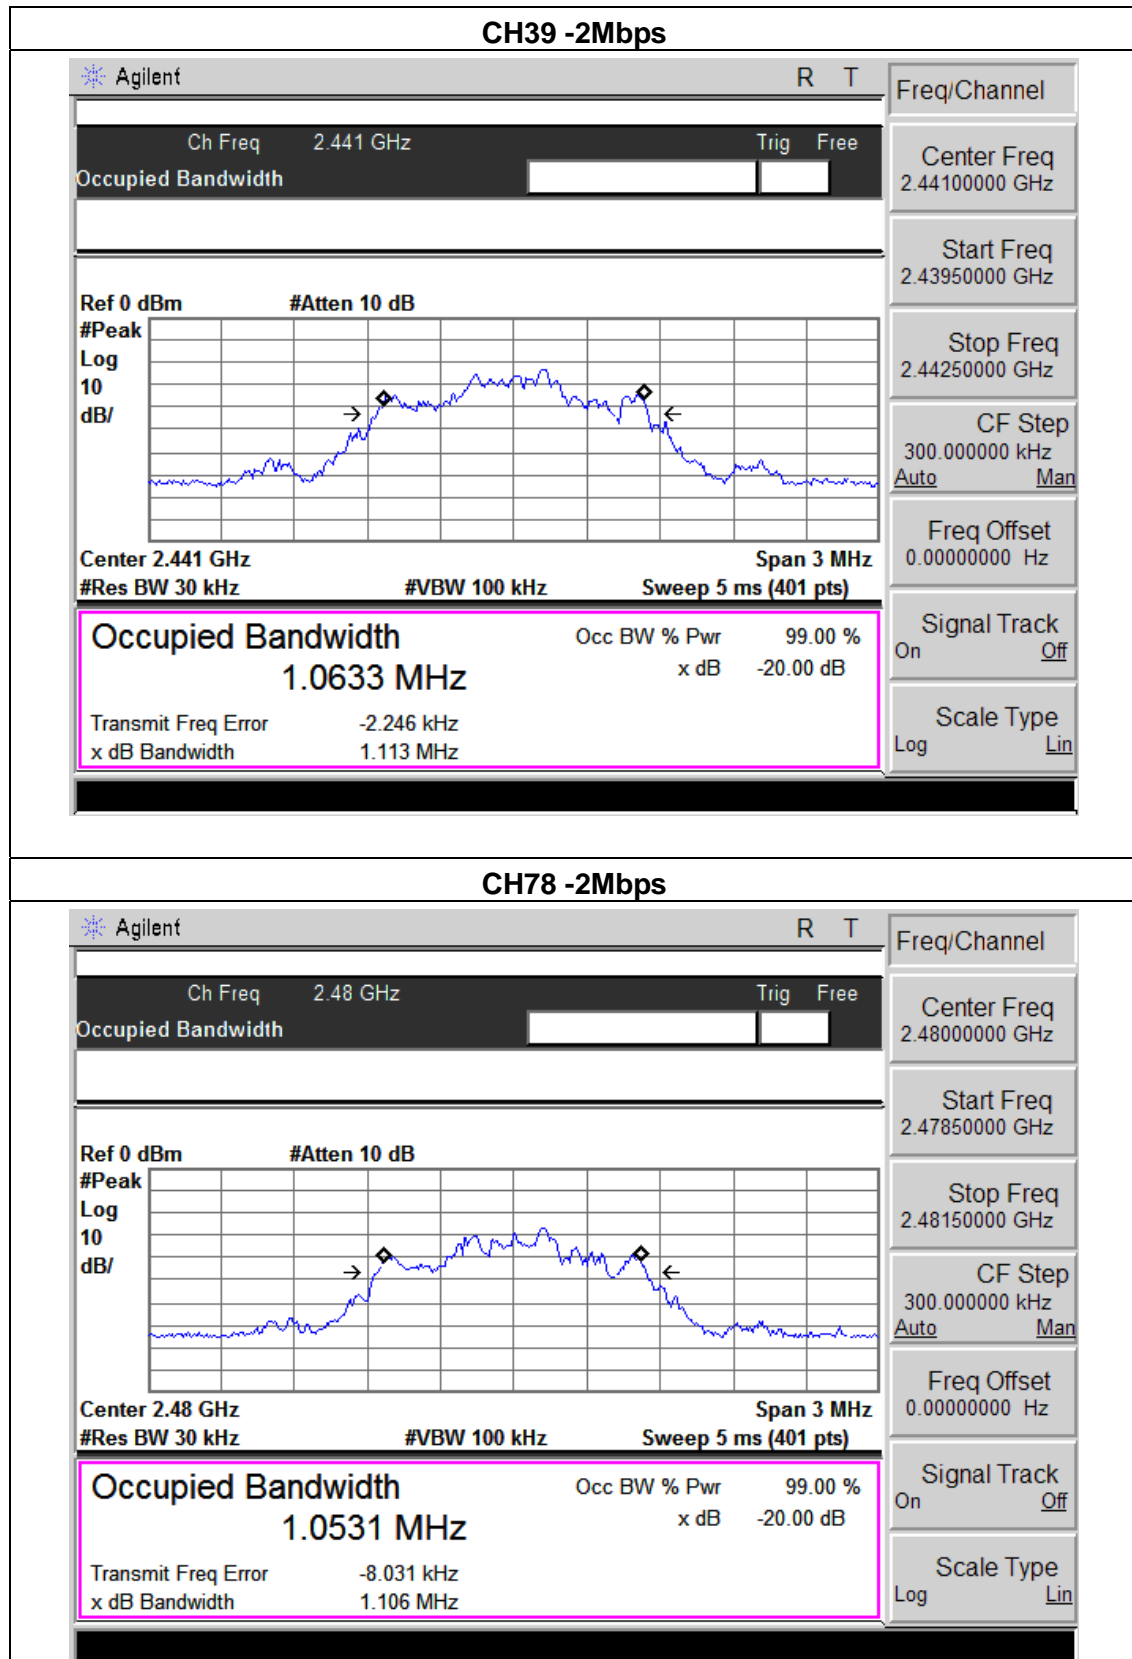 CH39 -2Mbps
Agilent R T
Freq/Channel
Ch Freq 2.441 GHz Trig Free
Occupied Bandwidth
Center Freq
2.44100000 GHz
Start Freq
2.43950000 GHz
Stop Freq
2.44250000 GHz
CF Step
300.000000 kHz
Auto Man
Freq Offset
0.00000000 Hz
Signal Track
On Off
Scale Type
Log Lin
Ref 0 dBm #Atten 10 dB
#Peak
Log
10
dB/
Center 2.441 GHz Span 3 MHz
#Res BW 30 kHz #VBW 100 kHz Sweep 5 ms (401 pts)
Occupied Bandwidth Occ BW % Pwr 99.00 %
1.0633 MHz x dB -20.00 dB
Transmit Freq Error -2.246 kHz
x dB Bandwidth 1.113 MHz
CH78 -2Mbps
Agilent R T
Freq/Channel
Ch Freq 2.48 GHz Trig Free
Occupied Bandwidth
Center Freq
2.48000000 GHz
Start Freq
2.47850000 GHz
Stop Freq
2.48150000 GHz
CF Step
300.000000 kHz
Auto Man
Freq Offset
0.00000000 Hz
Signal Track
On Off
Scale Type
Log Lin
Ref 0 dBm #Atten 10 dB
#Peak
Log
10
dB/
Center 2.48 GHz Span 3 MHz
#Res BW 30 kHz #VBW 100 kHz Sweep 5 ms (401 pts)
Occupied Bandwidth Occ BW % Pwr 99.00 %
1.0531 MHz x dB -20.00 dB
Transmit Freq Error -8.031 kHz
x dB Bandwidth 1.106 MHz